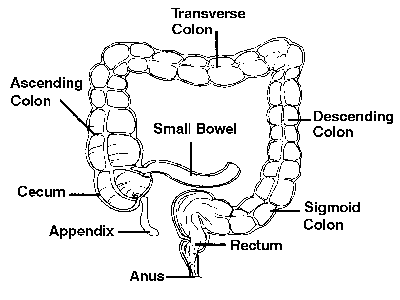 Transverse
Colon
Ascending
Colon
Small Bowel
Descending
Colon
Cecum
Sigmoid
Colon
Appendix
Rectum
Anus